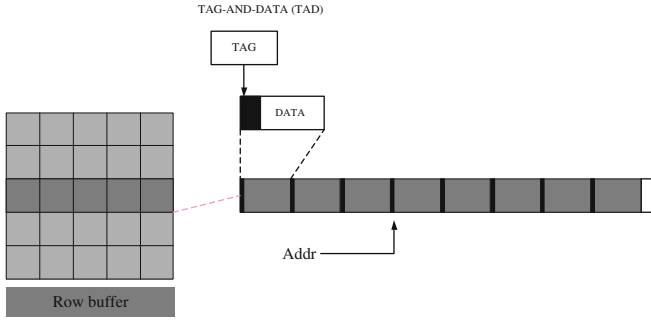 TAG-AND-DATA (TAD)
TAG
DATA
Addr
Row buffer